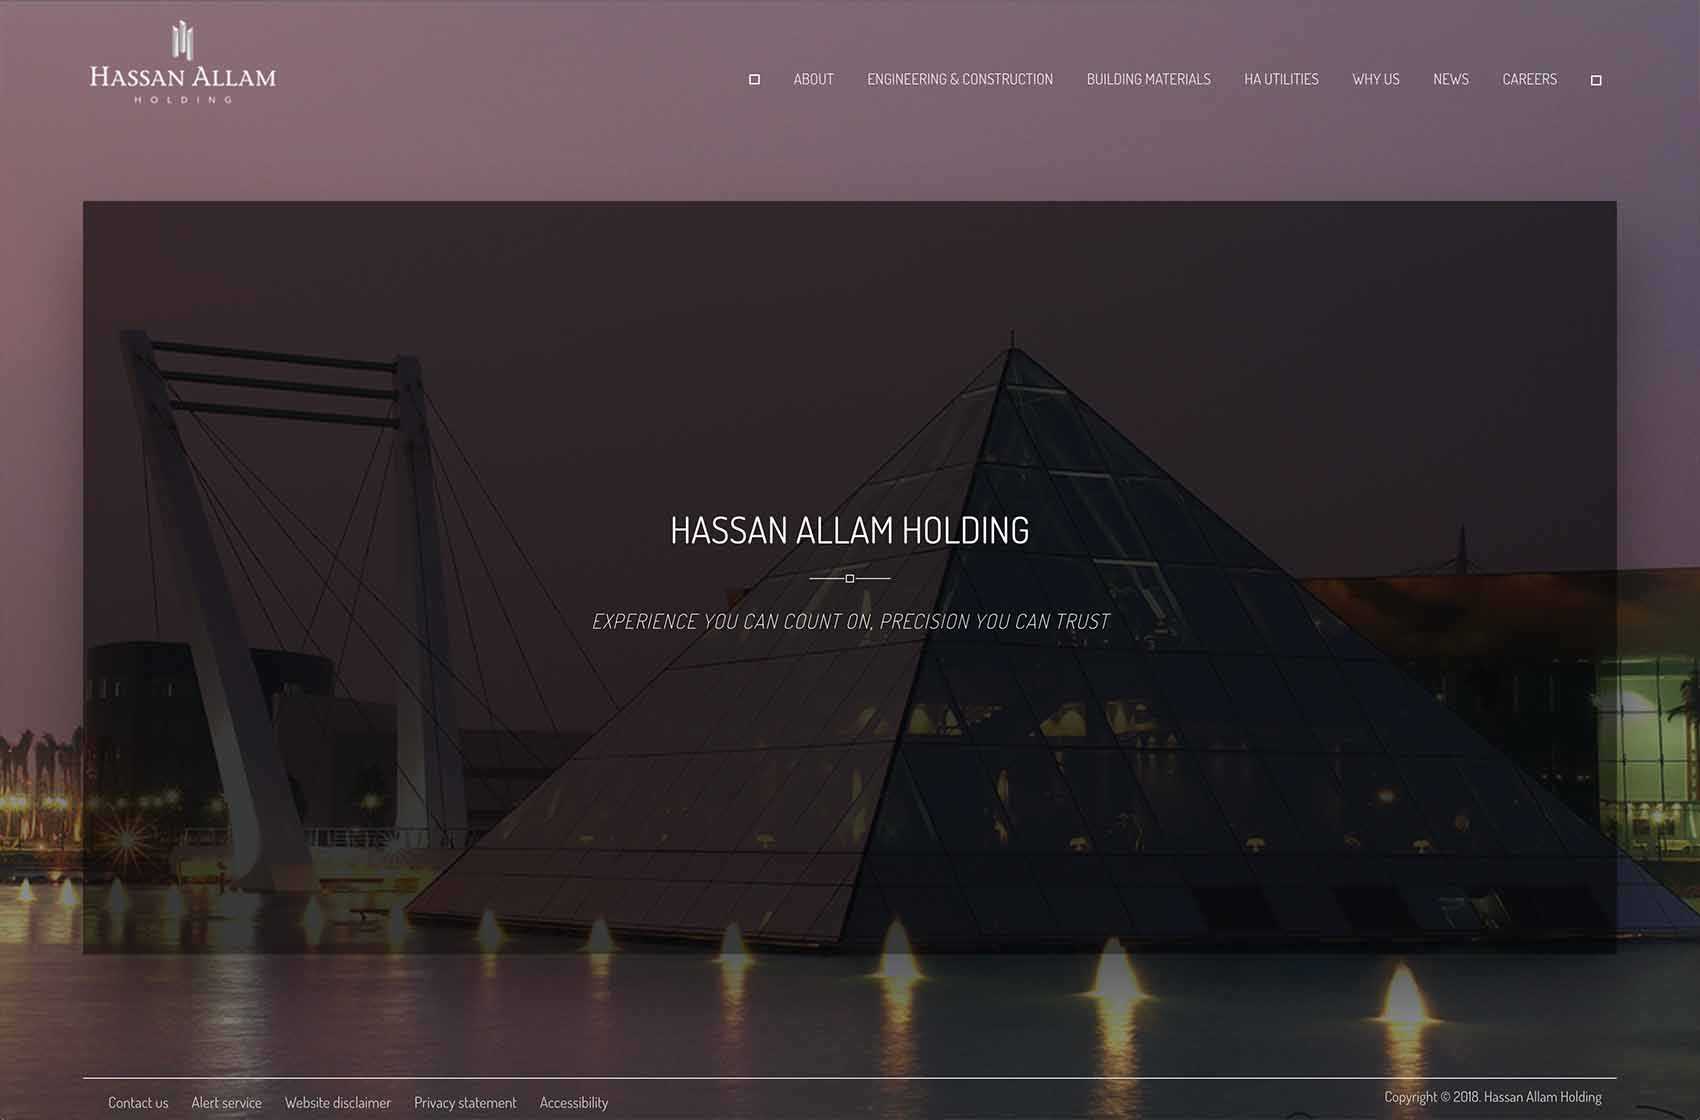 HASSAN ALLAM
HOLDING
ABOUT ENGINEERING & CONSTRUCTION BUILDING MATERIALS HA UTILITIES WHY US NEWS CAREERS
HASSAN ALLAM HOLDING
EXPERIENCE YOU CAN COUNT ON, PRECISION YOU CAN TRUST
Contact us Alert service Website disclaimer Privacy statement Accessibility
Copyright © 2018. Hassan Allam Holding